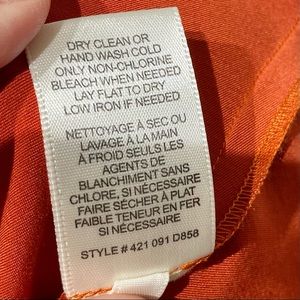 DRY CLEAN OR
HAND WASH COLD
ONLY NON-CHLORINE
BLEACH WHEN NEEDED
LAY FLAT TO DRY
LOW IRON IF NEEDED
NETTOYAGE À SEC OU
LAVAGE À LA MAIN
À FROID SEULS LES
AGENTS DE
BLANCHIMENT SANS
CHLORE, SI NÉCESSAIRE
FAIRE SÉCHER À PLAT
FAIBLE TENEUR EN FER
SI NÉCESSAIRE
STYLE # 421 091 D858